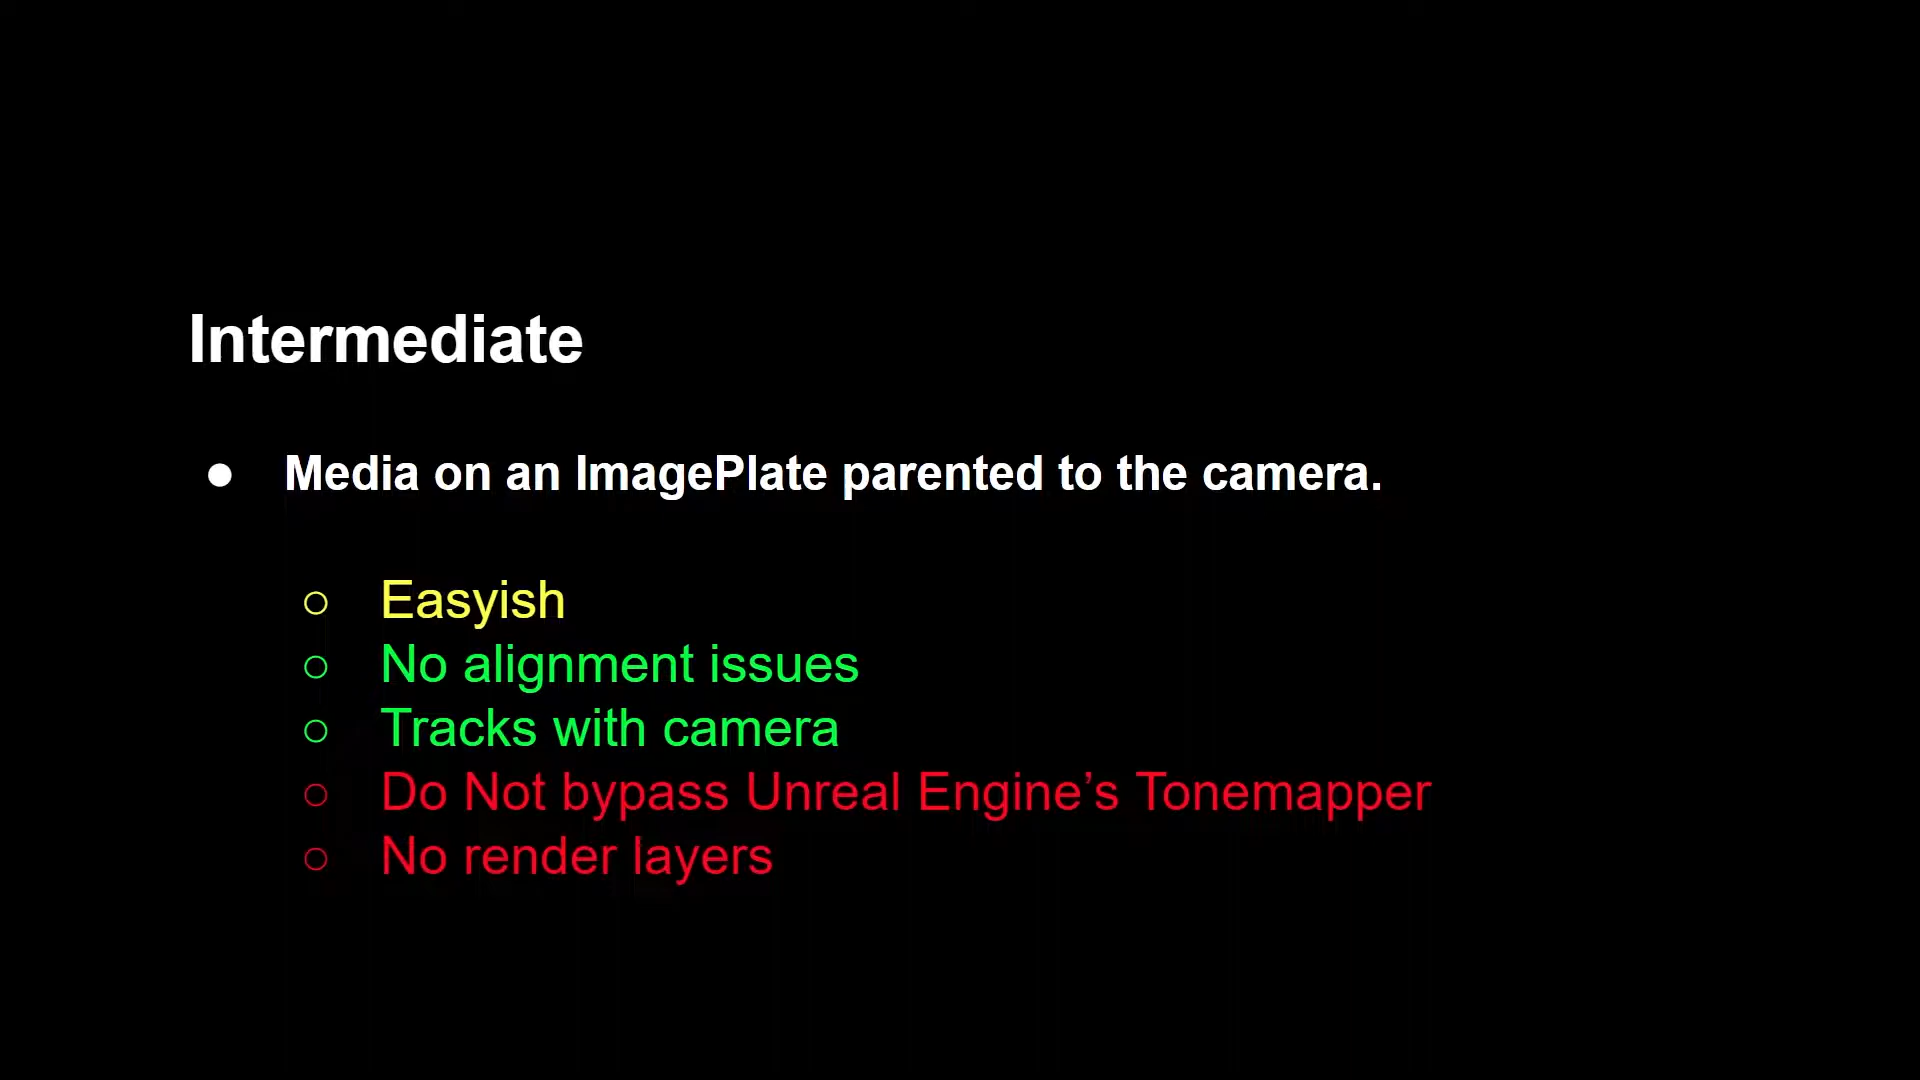 Intermediate
● Media on an ImagePlate parented to the camera.
○ Easyish
○ No alignment issues
○ Tracks with camera
○ Do Not bypass Unreal Engine’s Tonemapper
○ No render layers